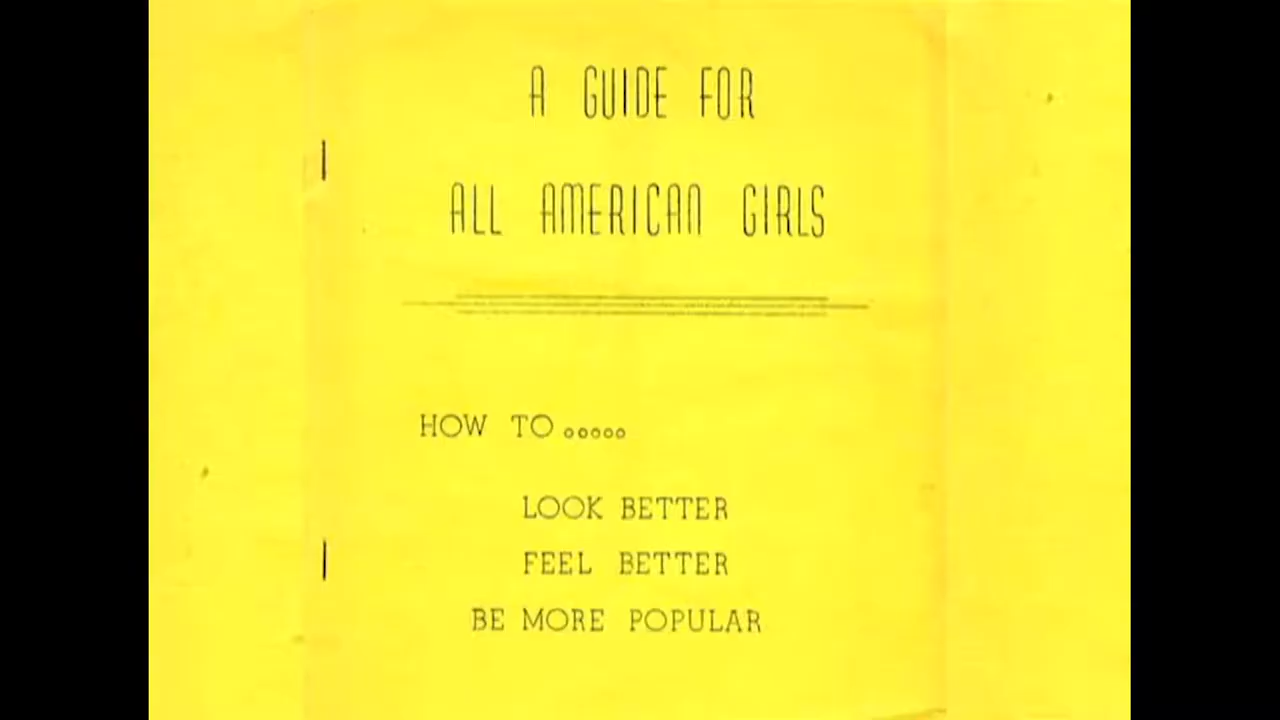 A GUIDE FOR
ALL AMERICAN GIRLS
HOW TO.....
LOOK BETTER
FEEL BETTER
BE MORE POPULAR